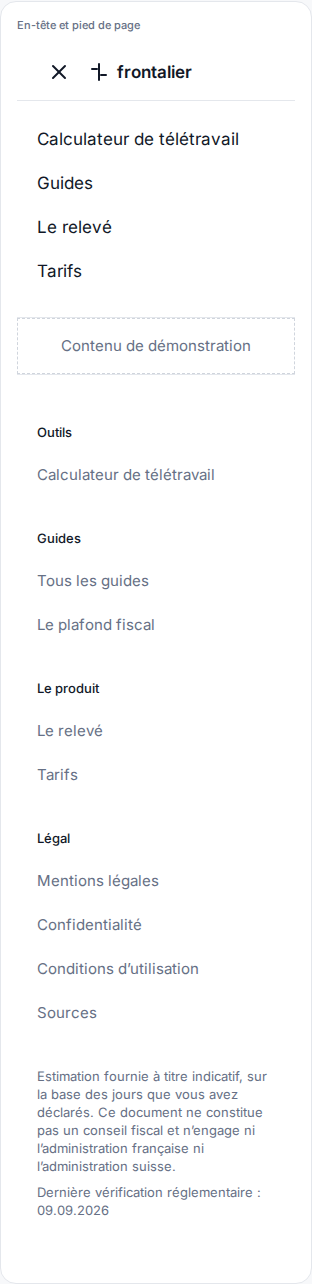 En-tête et pied de page
frontalier
Calculateur de télétravail
Guides
Le relevé
Tarifs
Contenu de démonstration
Outils
Calculateur de télétravail
Guides
Tous les guides
Le plafond fiscal
Le produit
Le relevé
Tarifs
Légal
Mentions légales
Confidentialité
Conditions d’utilisation
Sources
Estimation fournie à titre indicatif, sur
la base des jours que vous avez
déclarés. Ce document ne constitue
pas un conseil fiscal et n’engage ni
l’administration française ni
l’administration suisse.
Dernière vérification réglementaire :
09.09.2026